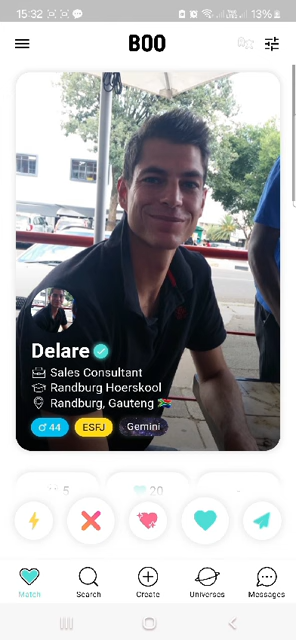 15:32 13%
BOO
Delare
Sales Consultant
Randburg Hoerskool
Randburg, Gauteng 🇿🇦
♂ 44 ESFJ Gemini
5 20
Match Search Create Universes Messages